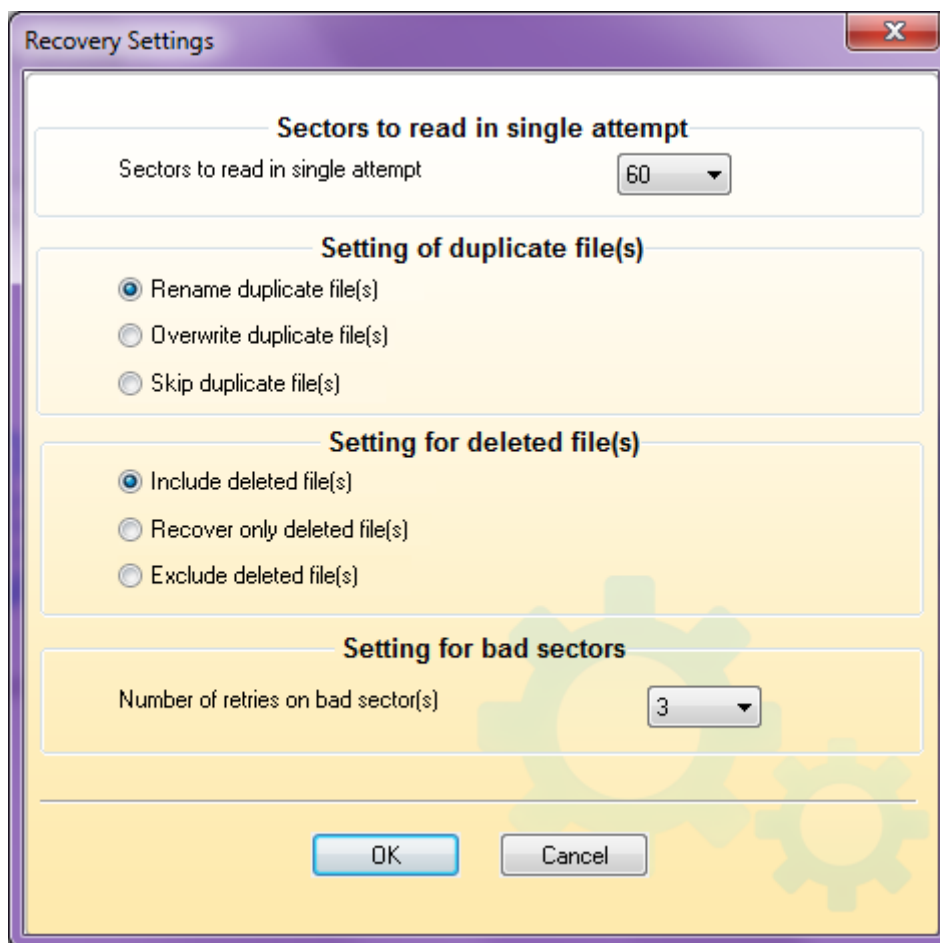 Recovery Settings
Sectors to read in single attempt
Sectors to read in single attempt
60
Setting of duplicate file(s)
Rename duplicate file(s)
Overwrite duplicate file(s)
Skip duplicate file(s)
Setting for deleted file(s)
Include deleted file(s)
Recover only deleted file(s)
Exclude deleted file(s)
Setting for bad sectors
Number of retries on bad sector(s)
3
OK
Cancel